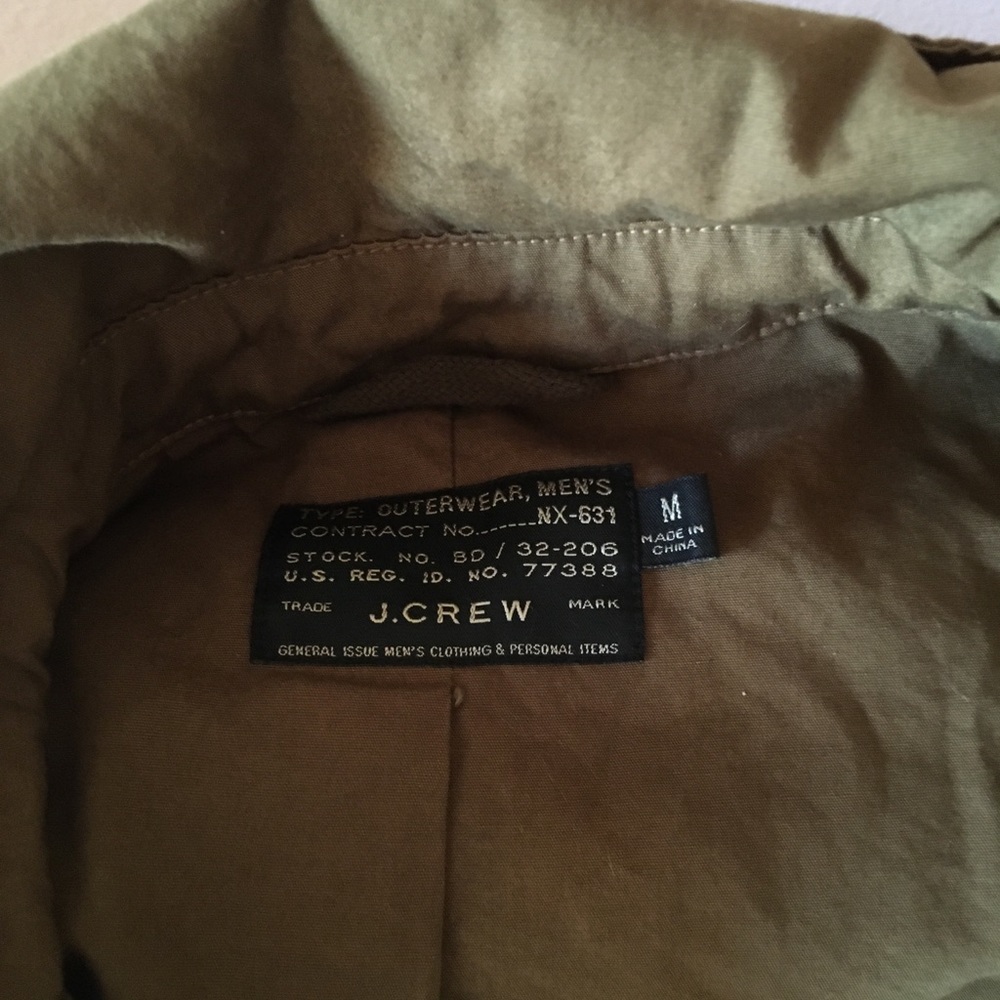 TYPE: OUTERWEAR, MEN'S
CONTRACT No.------NX-631
STOCK. NO. BD / 32-206
U.S. REG. ID. NO. 77388
TRADE J.CREW MARK
GENERAL ISSUE MEN'S CLOTHING & PERSONAL ITEMS
M
MADE IN
CHINA